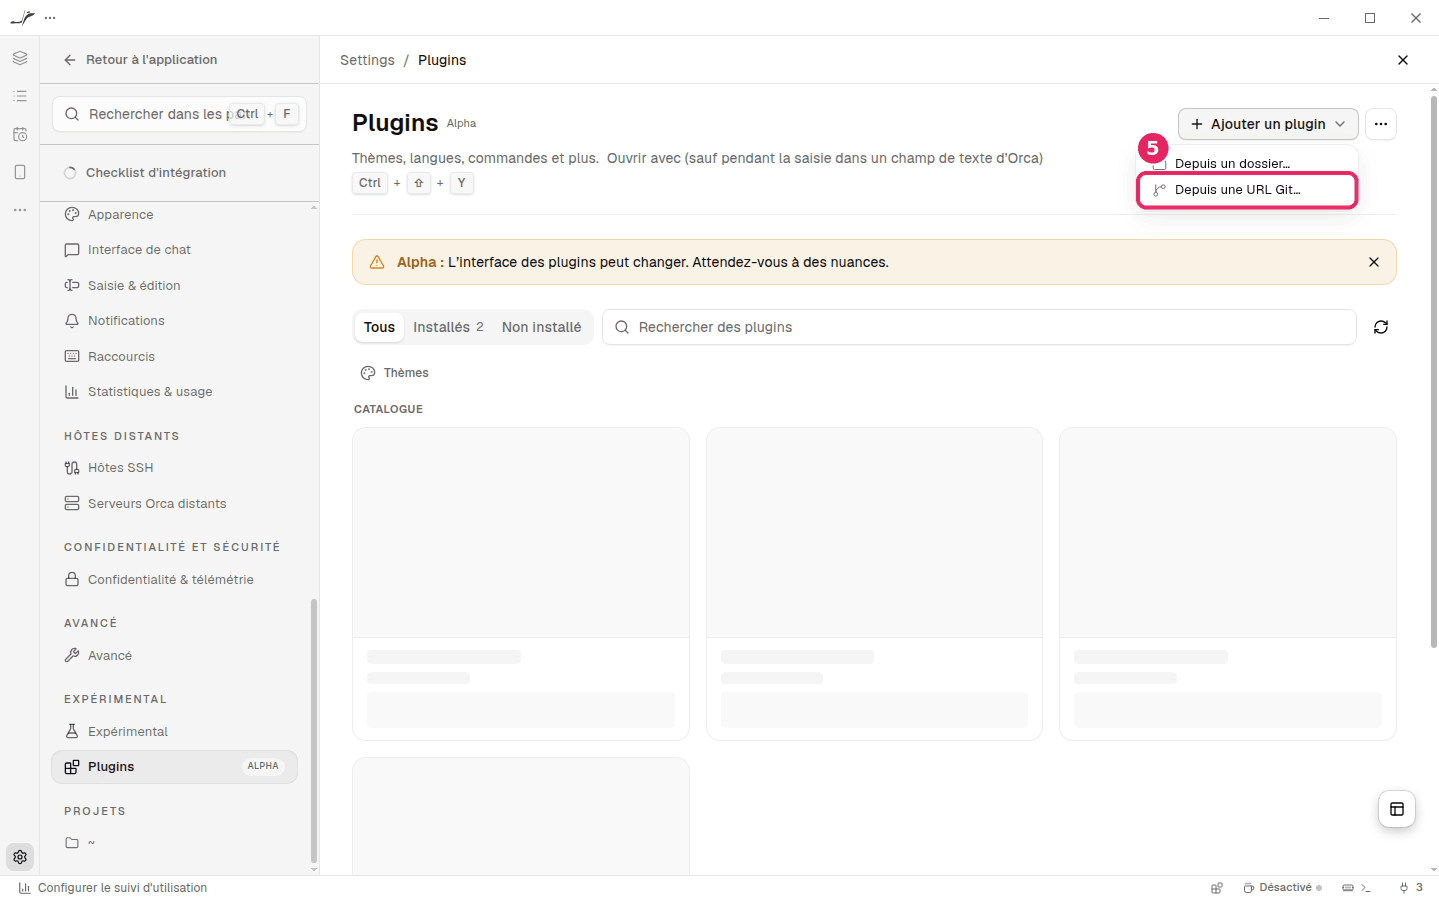 Retour à l'application
Settings / Plugins
Rechercher dans les Ctrl + F
Checklist d'intégration
Apparence
Interface de chat
Saisie & édition
Notifications
Raccourcis
Statistiques & usage
HÔTES DISTANTS
Hôtes SSH
Serveurs Orca distants
CONFIDENTIALITÉ ET SÉCURITÉ
Confidentialité & télémétrie
AVANCÉ
Avancé
EXPÉRIMENTAL
Expérimental
Plugins ALPHA
PROJETS
~
Plugins Alpha
Ajouter un plugin
Thèmes, langues, commandes et plus. Ouvrir avec (sauf pendant la saisie dans un champ de texte d'Orca)
Ctrl + ⇧ + Y
5
Depuis un dossier...
Depuis une URL Git...
Alpha : L'interface des plugins peut changer. Attendez-vous à des nuances.
Tous Installés 2 Non installé
Rechercher des plugins
Thèmes
CATALOGUE
Configurer le suivi d'utilisation
Désactivé
3